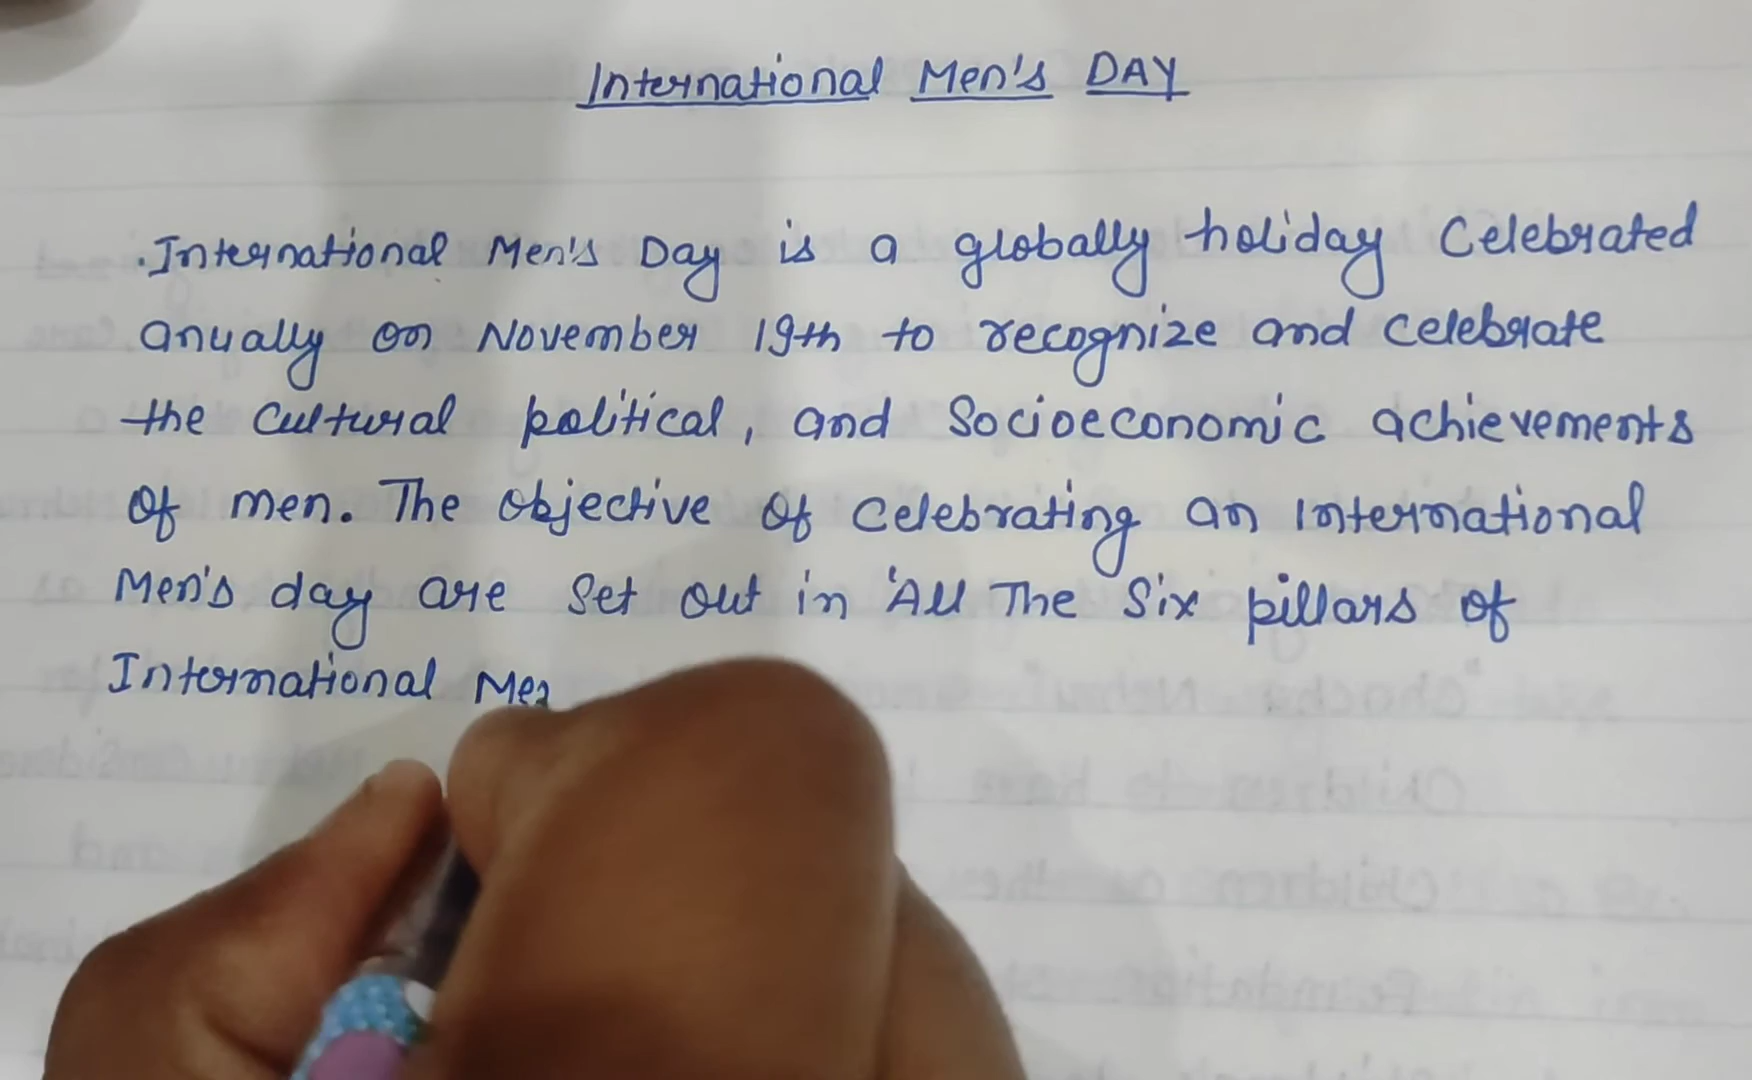 International Men's DAY
.International Men's Day is a globally holiday Celebrated
anually on November 19th to recognize and celebrate
the cultural political, and Socioeconomic achievements
Of men. The objective of celebrating an International
Men's day are Set out in 'All The Six pillars of
International Men